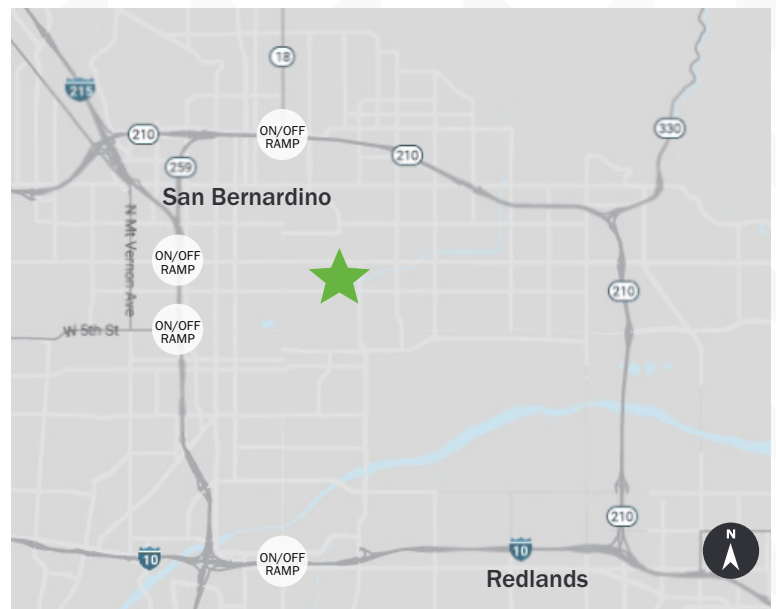 18
215
ON/OFF
RAMP
210
330
210
259
San Bernardino
N Mt Vernon Ave
ON/OFF
RAMP
210
W 5th St
ON/OFF
RAMP
210
N
10
ON/OFF
RAMP
10
Redlands